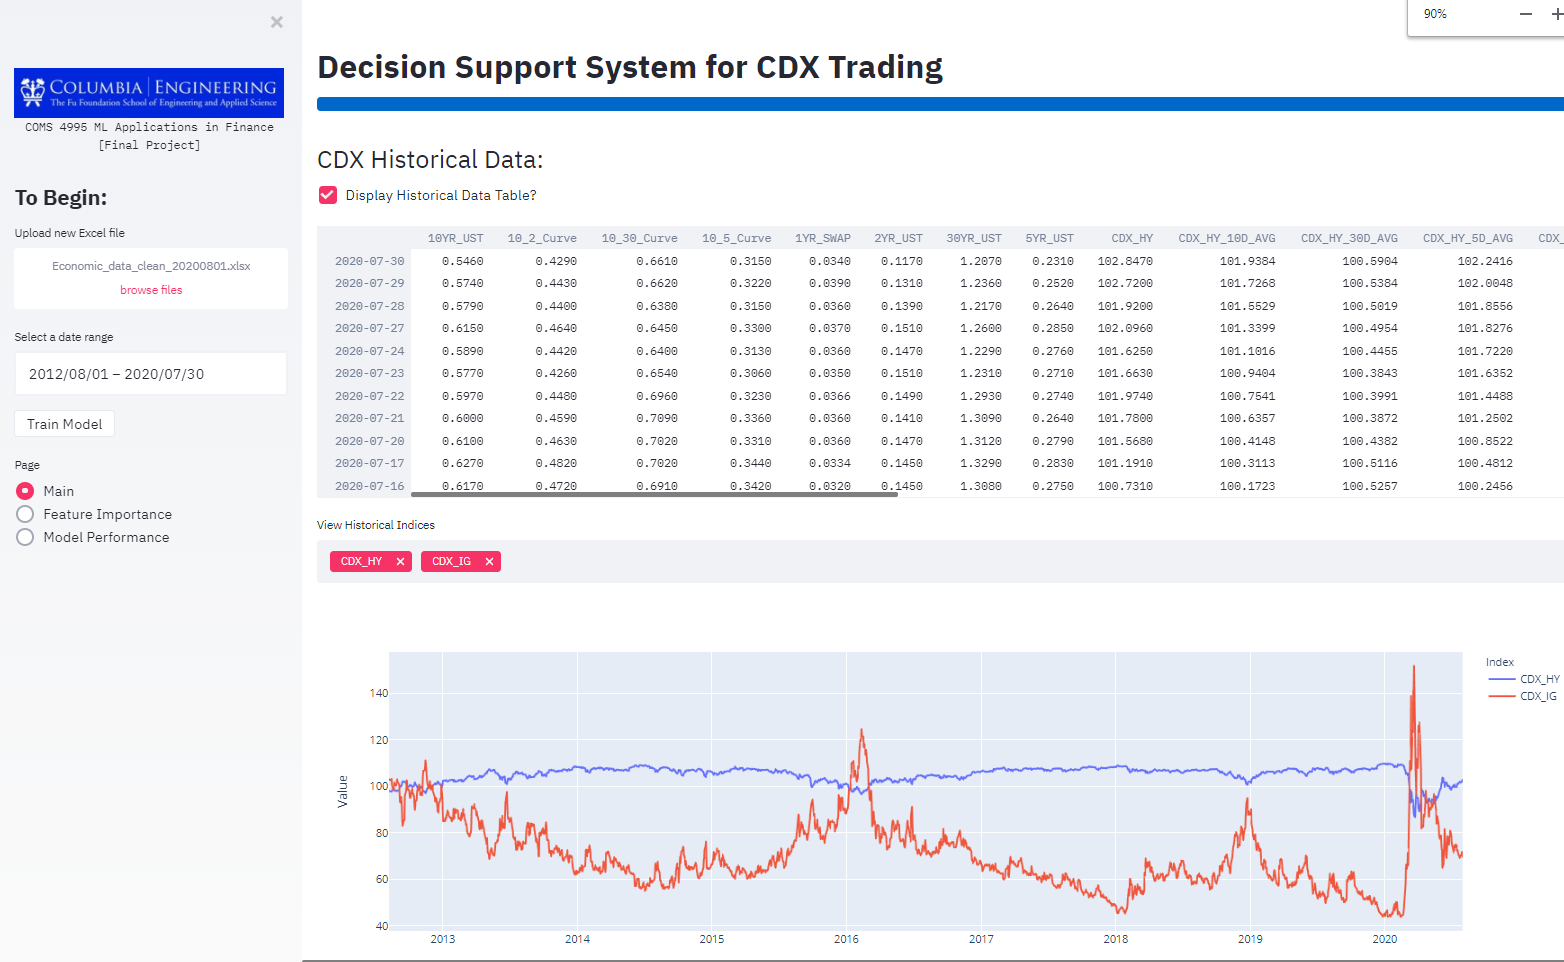 ×
COLUMBIA | ENGINEERING
The Fu Foundation School of Engineering and Applied Science
COMS 4995 ML Applications in Finance
[Final Project]
To Begin:
Upload new Excel file
Economic_data_clean_20200801.xlsx
browse files
Select a date range
2012/08/01 – 2020/07/30
Train Model
Page
Main
Feature Importance
Model Performance
90% − +
Decision Support System for CDX Trading
CDX Historical Data:
Display Historical Data Table?
10YR_UST 10_2_Curve 10_30_Curve 10_5_Curve 1YR_SWAP 2YR_UST 30YR_UST 5YR_UST CDX_HY CDX_HY_10D_AVG CDX_HY_30D_AVG CDX_HY_5D_AVG CDX_
2020-07-30 0.5460 0.4290 0.6610 0.3150 0.0340 0.1170 1.2070 0.2310 102.8470 101.9384 100.5904 102.2416
2020-07-29 0.5740 0.4430 0.6620 0.3220 0.0390 0.1310 1.2360 0.2520 102.7200 101.7268 100.5384 102.0048
2020-07-28 0.5790 0.4400 0.6380 0.3150 0.0360 0.1390 1.2170 0.2640 101.9200 101.5529 100.5019 101.8556
2020-07-27 0.6150 0.4640 0.6450 0.3300 0.0370 0.1510 1.2600 0.2850 102.0960 101.3399 100.4954 101.8276
2020-07-24 0.5890 0.4420 0.6400 0.3130 0.0360 0.1470 1.2290 0.2760 101.6250 101.1016 100.4455 101.7220
2020-07-23 0.5770 0.4260 0.6540 0.3060 0.0350 0.1510 1.2310 0.2710 101.6630 100.9404 100.3843 101.6352
2020-07-22 0.5970 0.4480 0.6960 0.3230 0.0366 0.1490 1.2930 0.2740 101.9740 100.7541 100.3991 101.4488
2020-07-21 0.6000 0.4590 0.7090 0.3360 0.0360 0.1410 1.3090 0.2640 101.7800 100.6357 100.3872 101.2502
2020-07-20 0.6100 0.4630 0.7020 0.3310 0.0360 0.1470 1.3120 0.2790 101.5680 100.4148 100.4382 100.8522
2020-07-17 0.6270 0.4820 0.7020 0.3440 0.0334 0.1450 1.3290 0.2830 101.1910 100.3113 100.5116 100.4812
2020-07-16 0.6170 0.4720 0.6910 0.3420 0.0320 0.1450 1.3080 0.2750 100.7310 100.1723 100.5257 100.2456
View Historical Indices
CDX_HY × CDX_IG ×
Index
CDX_HY
CDX_IG
Value
140
120
100
80
60
40
2013 2014 2015 2016 2017 2018 2019 2020